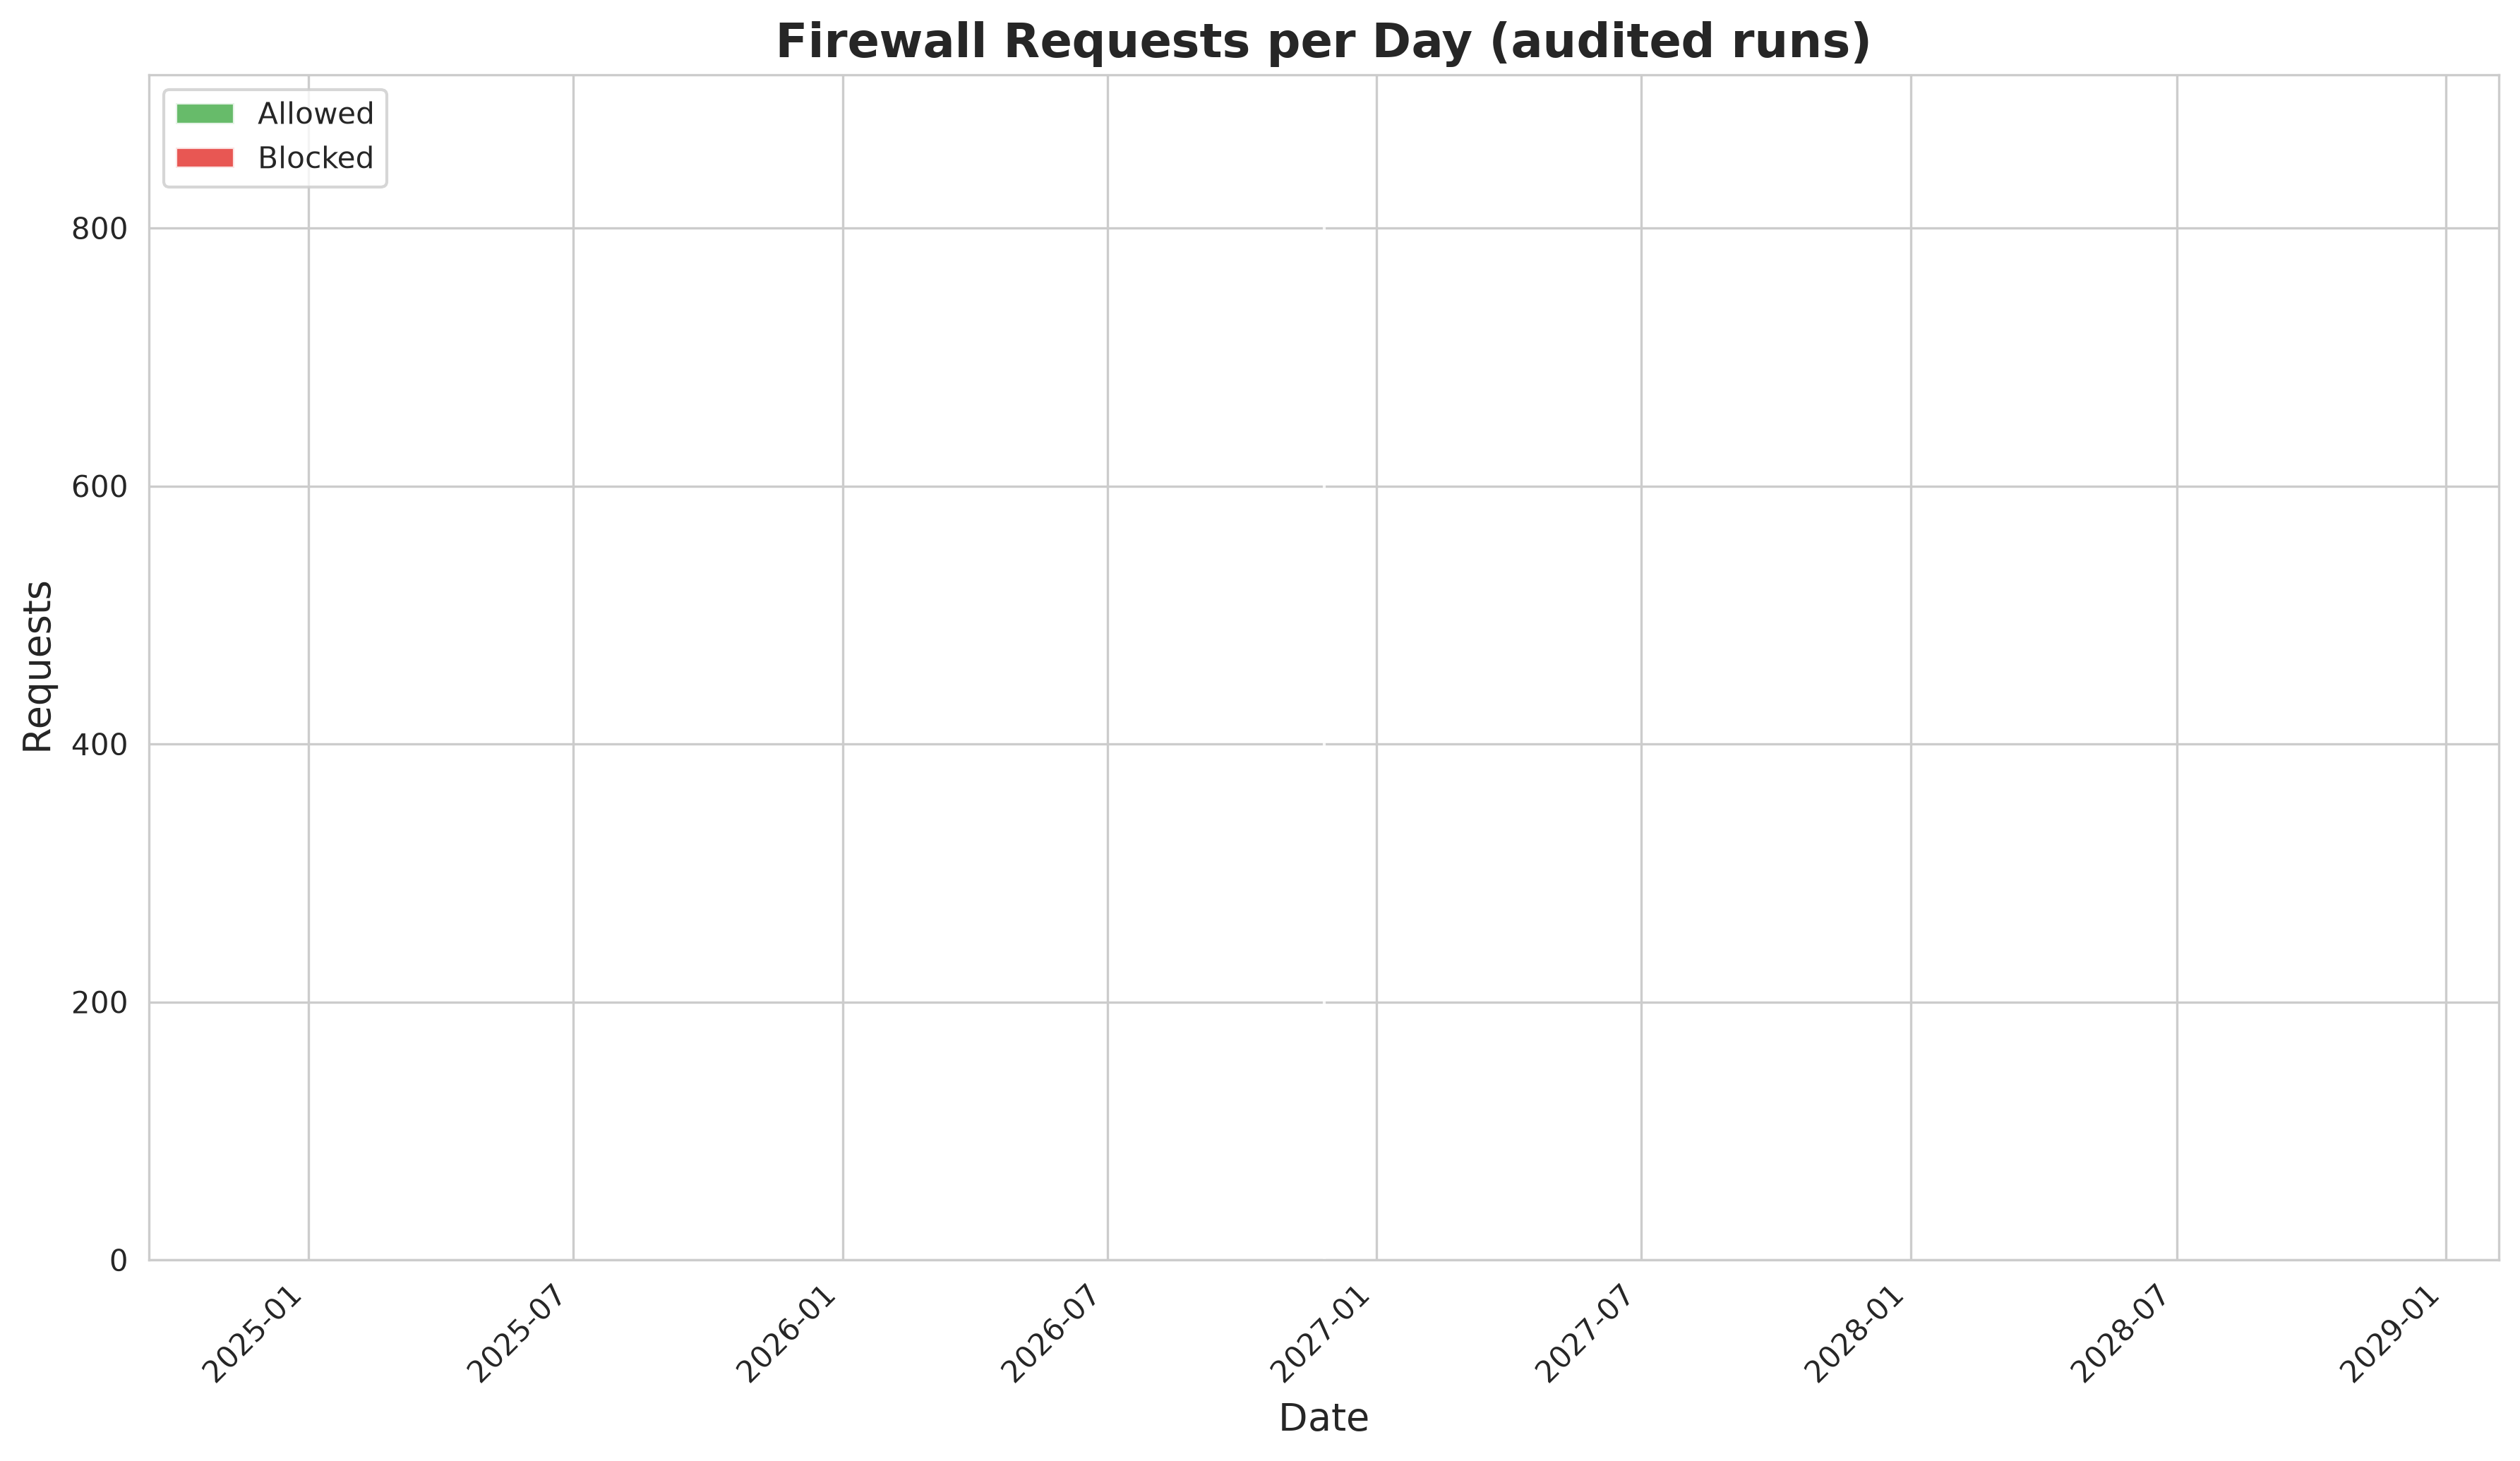 Firewall Requests per Day (audited runs)
Allowed
Blocked
800
600
400
200
0
Requests
2025-01
2025-07
2026-01
2026-07
2027-01
2027-07
2028-01
2028-07
2029-01
Date